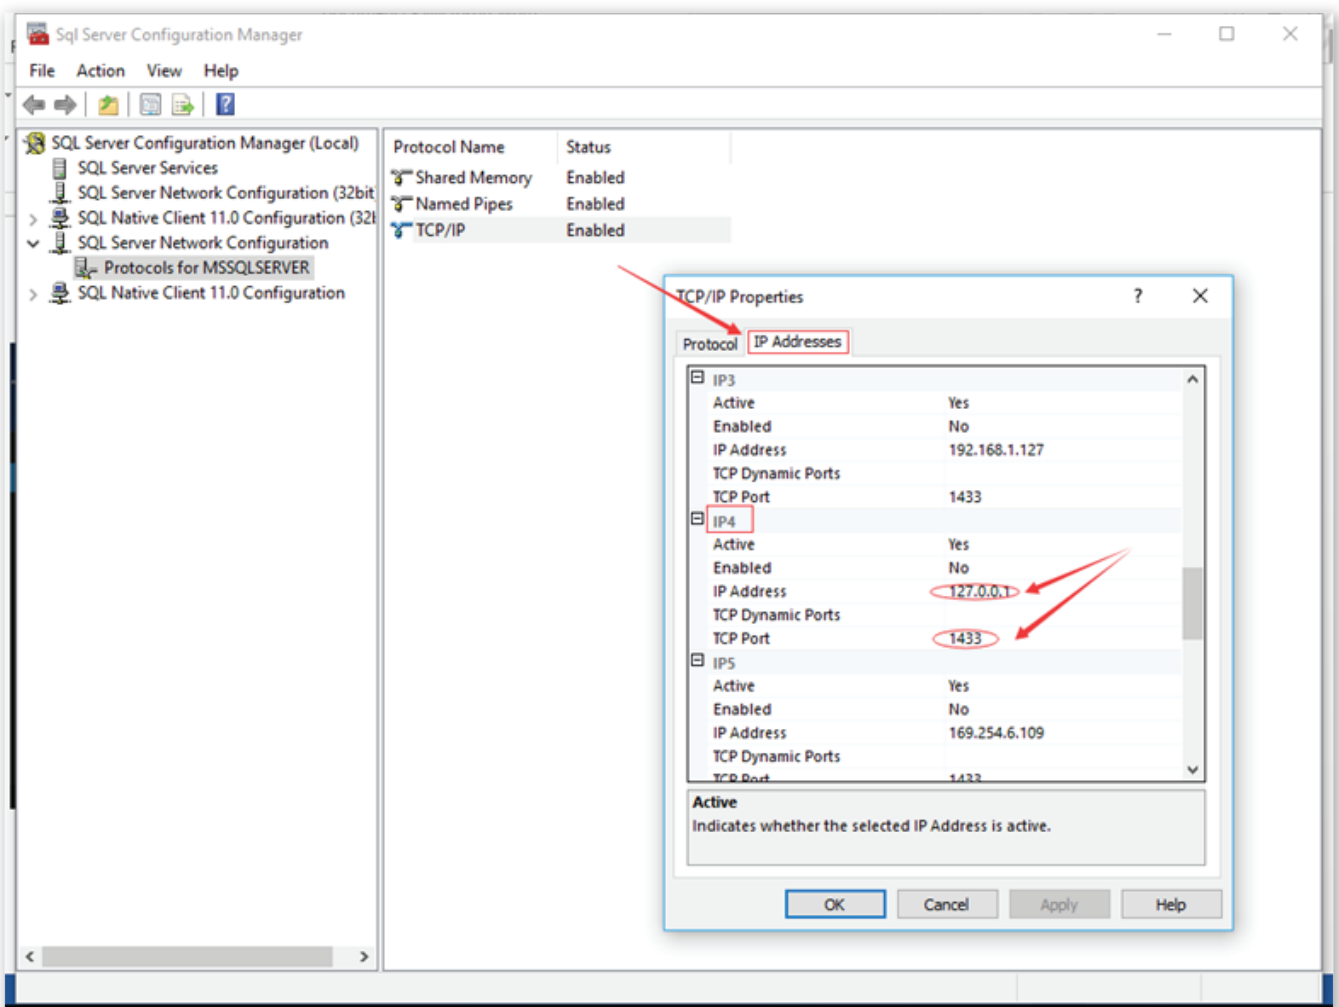 Sql Server Configuration Manager
File Action View Help
SQL Server Configuration Manager (Local)
SQL Server Services
SQL Server Network Configuration (32bit
SQL Native Client 11.0 Configuration (32b
SQL Server Network Configuration
Protocols for MSSQLSERVER
SQL Native Client 11.0 Configuration
Protocol Name Status
Shared Memory Enabled
Named Pipes Enabled
TCP/IP Enabled
TCP/IP Properties ?
Protocol IP Addresses
IP3
Active Yes
Enabled No
IP Address 192.168.1.127
TCP Dynamic Ports
TCP Port 1433
IP4
Active Yes
Enabled No
IP Address 127.0.0.1
TCP Dynamic Ports
TCP Port 1433
IP5
Active Yes
Enabled No
IP Address 169.254.6.109
TCP Dynamic Ports
TCP Port 1433
Active
Indicates whether the selected IP Address is active.
OK Cancel Apply Help